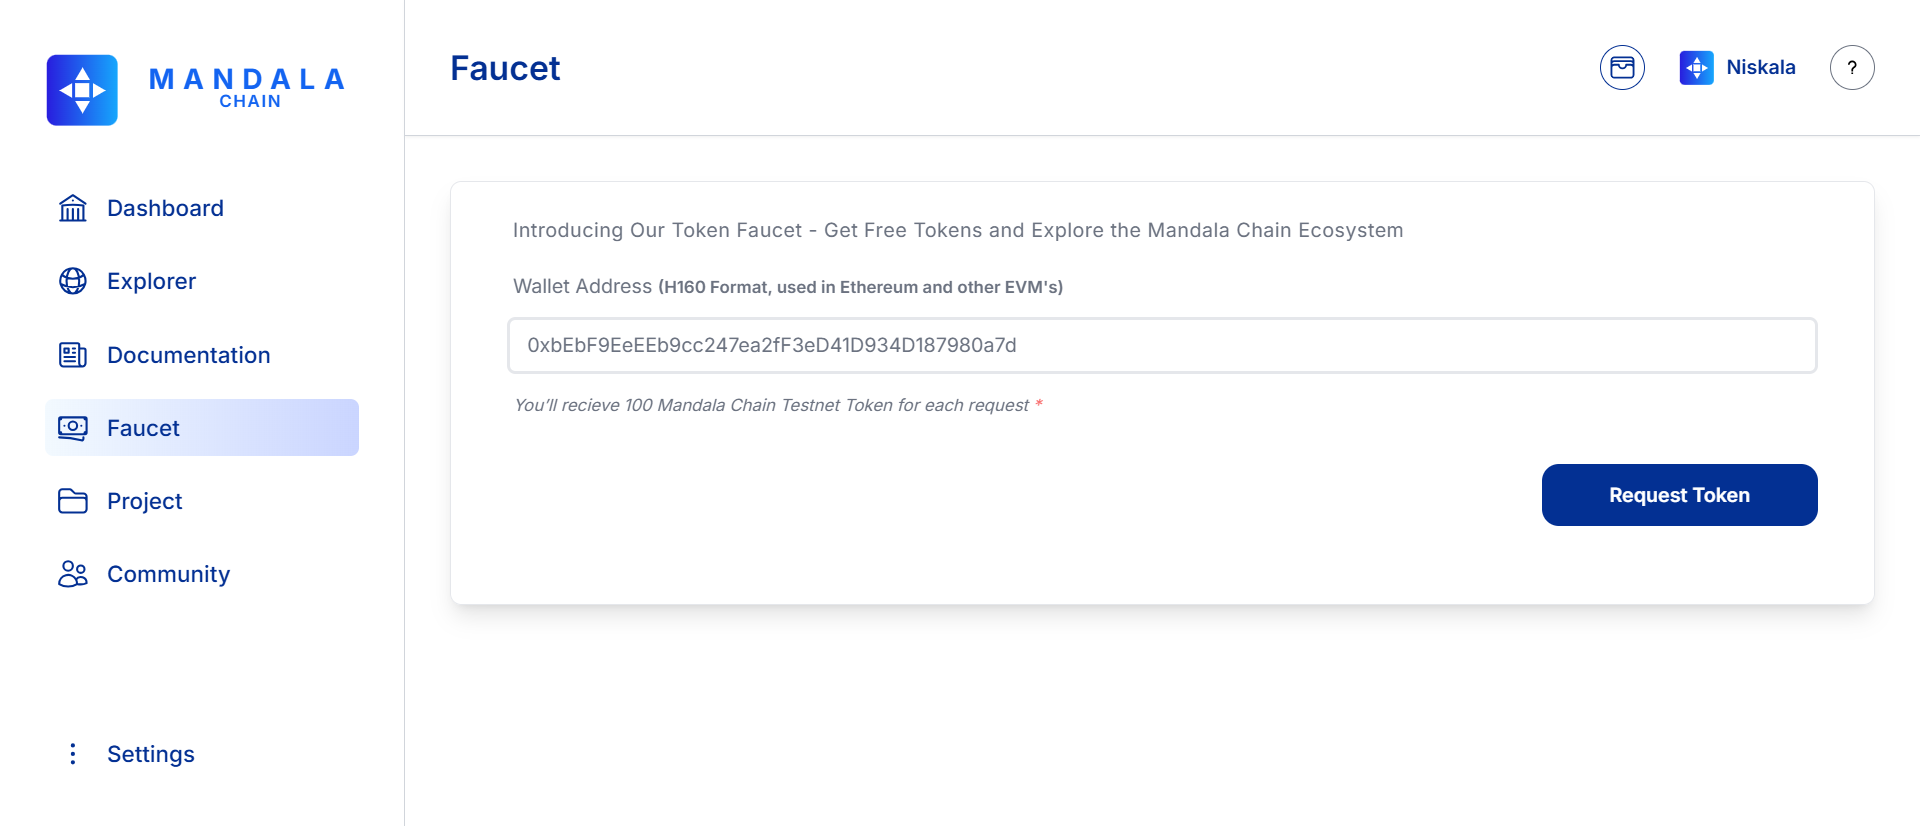 MANDALA
CHAIN
Dashboard
Explorer
Documentation
Faucet
Project
Community
Settings
Faucet
Niskala
?
Introducing Our Token Faucet - Get Free Tokens and Explore the Mandala Chain Ecosystem
Wallet Address (H160 Format, used in Ethereum and other EVM's)
0xbEbF9EeEEb9cc247ea2fF3eD41D934D187980a7d
You'll recieve 100 Mandala Chain Testnet Token for each request *
Request Token